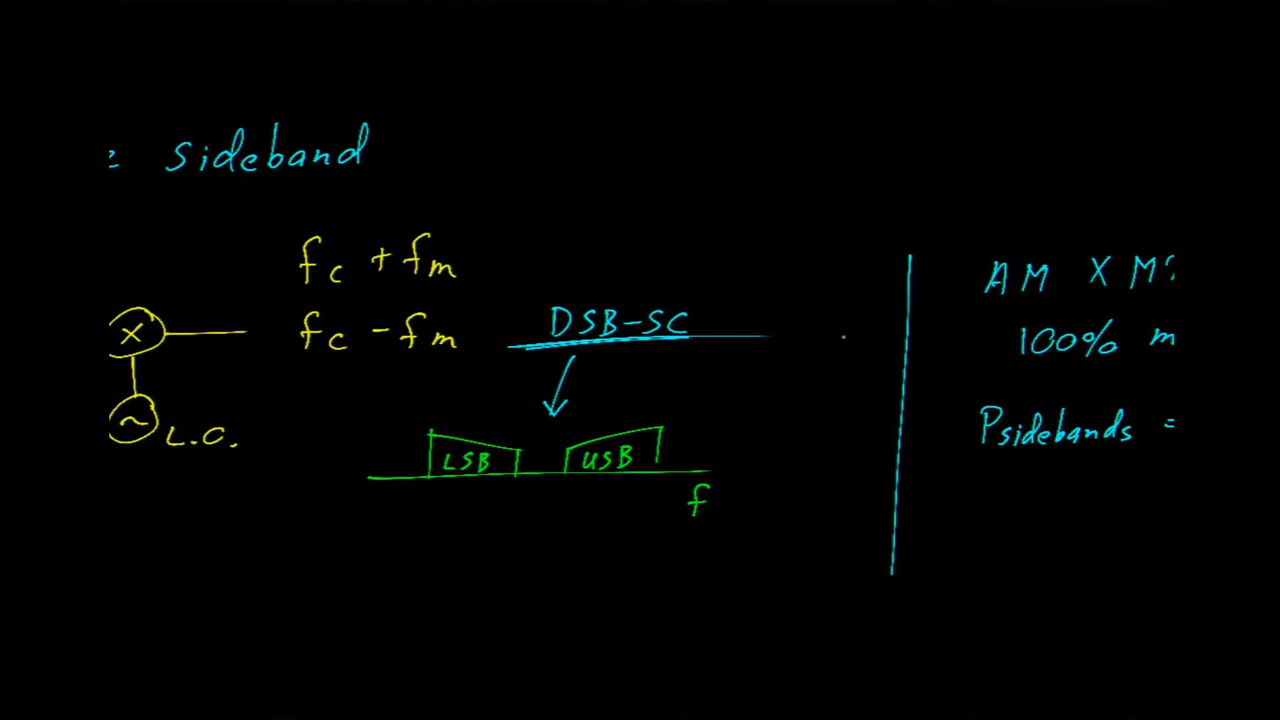 Sideband
fc + fm
fc - fm
X
~ L.O.
DSB-SC
LSB USB
f
AM X
100% m
Psidebands =